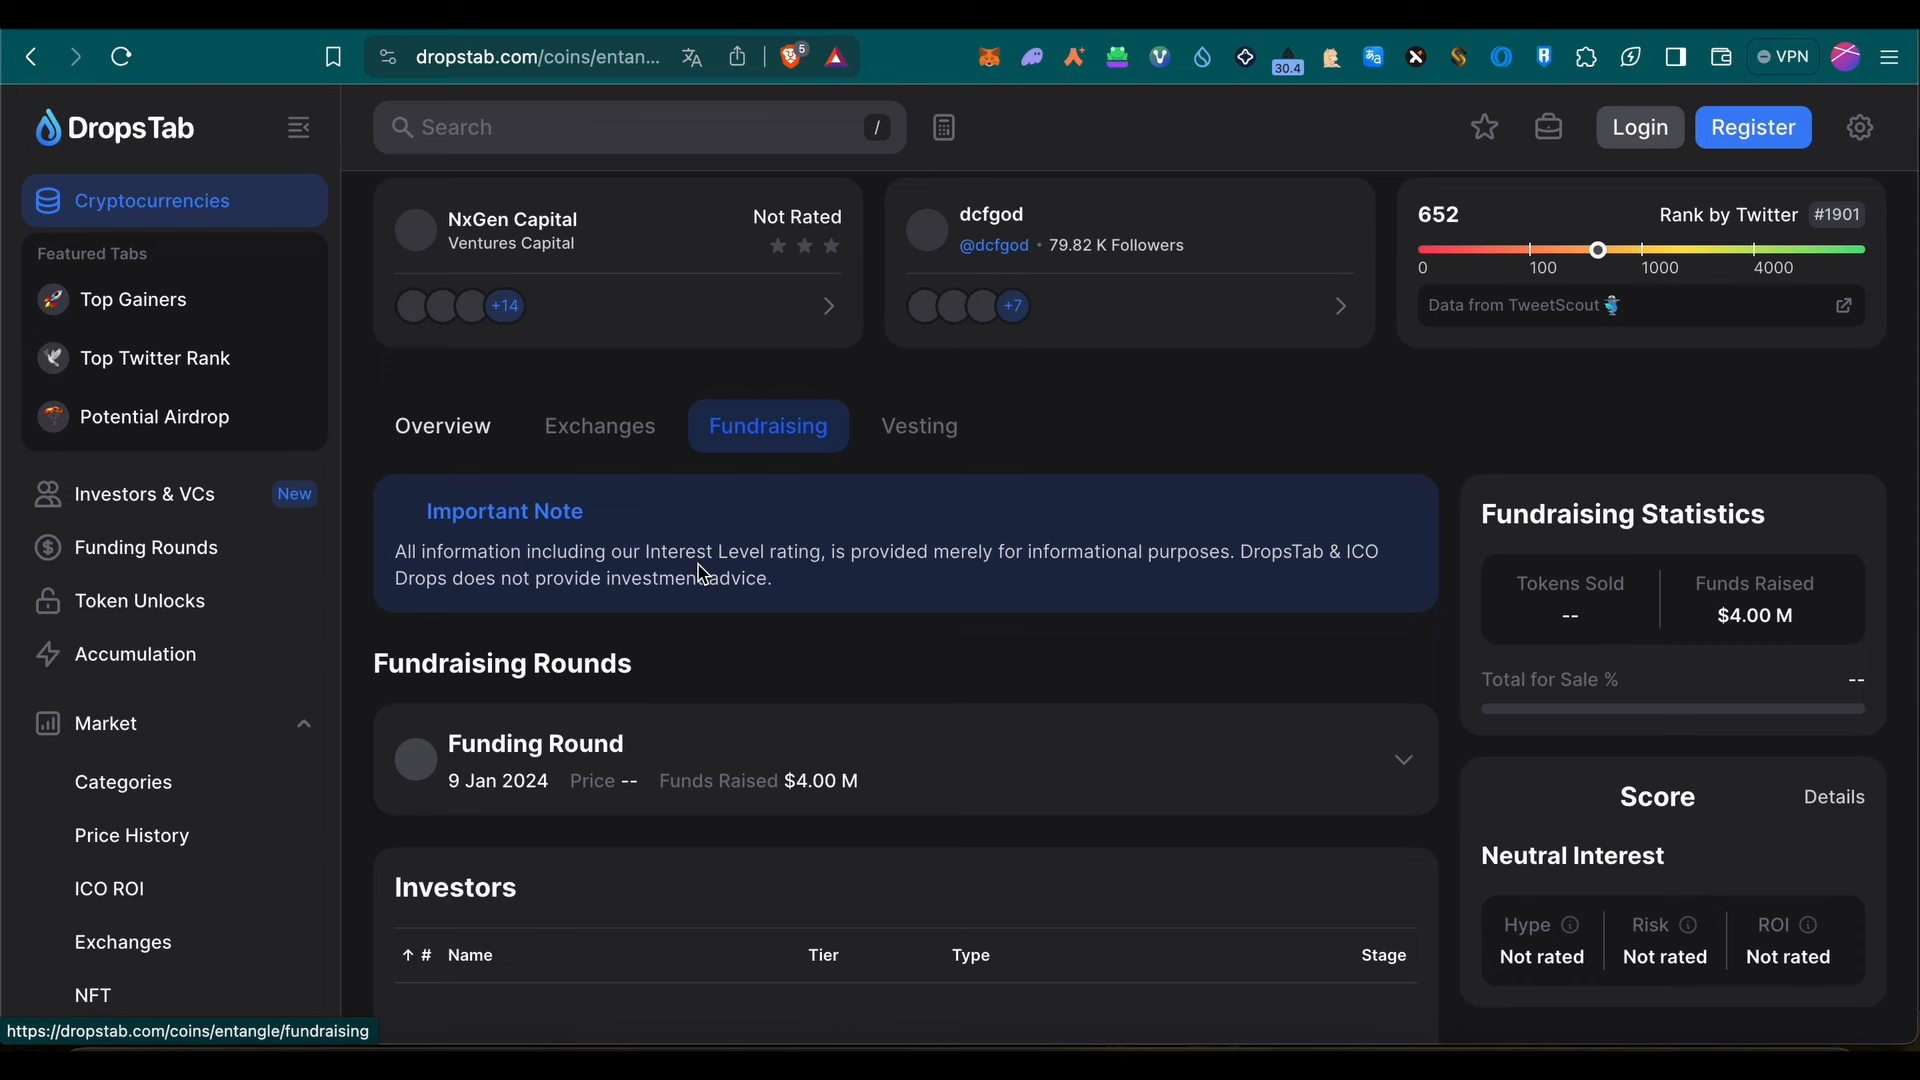 dropstab.com/coins/entan...
5
30.4
VPN
DropsTab
Search
/
Login
Register
Cryptocurrencies
Featured Tabs
Top Gainers
Top Twitter Rank
Potential Airdrop
Investors & VCs
New
Funding Rounds
Token Unlocks
Accumulation
Market
Categories
Price History
ICO ROI
Exchanges
NFT
https://dropstab.com/coins/entangle/fundraising
NxGen Capital
Not Rated
Ventures Capital
+14
dcfgod
@dcfgod • 79.82 K Followers
+7
652
Rank by Twitter #1901
0 100 1000 4000
Data from TweetScout
Overview
Exchanges
Fundraising
Vesting
Important Note
All information including our Interest Level rating, is provided merely for informational purposes. DropsTab & ICO
Drops does not provide investment advice.
Fundraising Rounds
Funding Round
9 Jan 2024 Price -- Funds Raised $4.00 M
Investors
↑ # Name Tier Type Stage
Fundraising Statistics
Tokens Sold
--
Funds Raised
$4.00 M
Total for Sale % --
Score
Details
Neutral Interest
Hype
Not rated
Risk
Not rated
ROI
Not rated